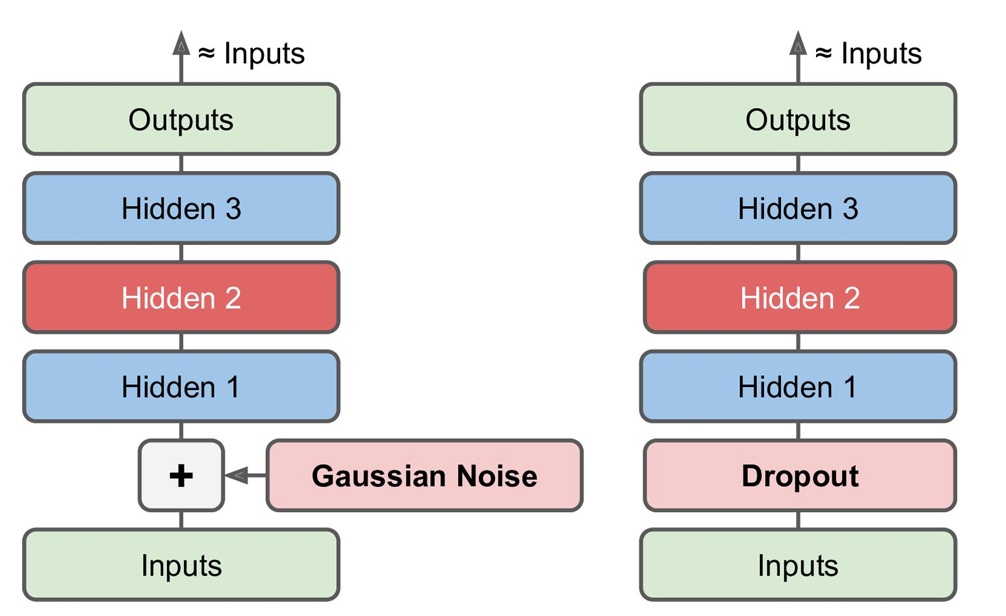 ≈ Inputs
Outputs
Hidden 3
Hidden 2
Hidden 1
+
Gaussian Noise
Inputs
≈ Inputs
Outputs
Hidden 3
Hidden 2
Hidden 1
Dropout
Inputs